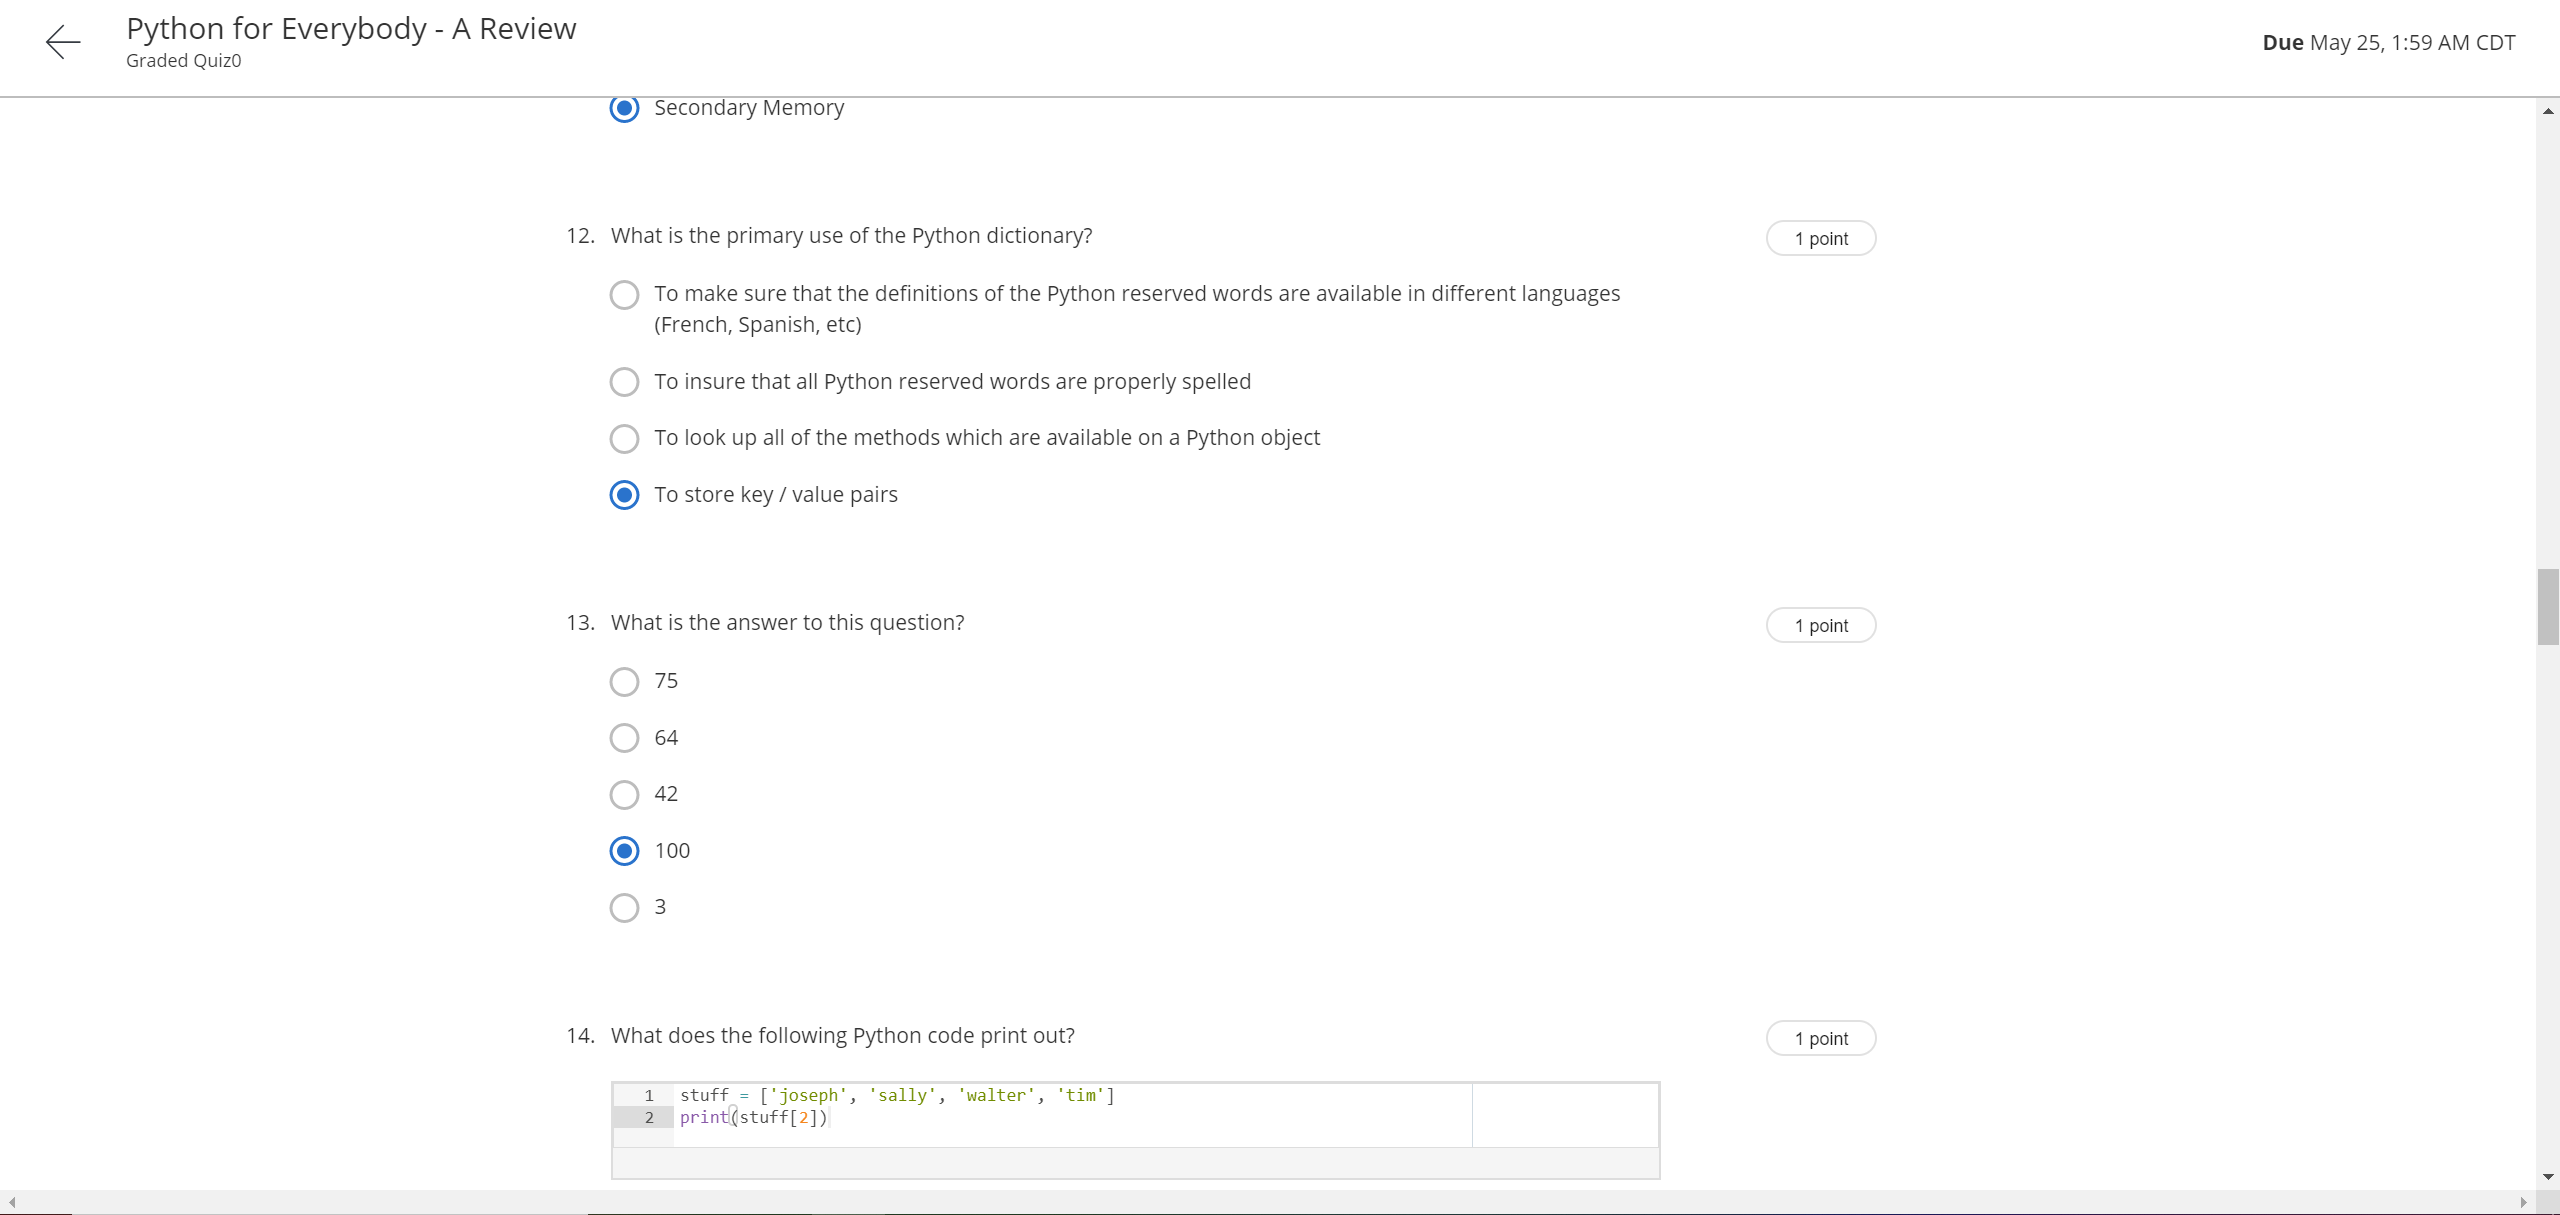 Python for Everybody - A Review
Graded Quiz0
Due May 25, 1:59 AM CDT
Secondary Memory
12. What is the primary use of the Python dictionary?
1 point
To make sure that the definitions of the Python reserved words are available in different languages
(French, Spanish, etc)
To insure that all Python reserved words are properly spelled
To look up all of the methods which are available on a Python object
To store key / value pairs
13. What is the answer to this question?
1 point
75
64
42
100
3
14. What does the following Python code print out?
1 point
1 stuff = ['joseph', 'sally', 'walter', 'tim']
2 print(stuff[2])